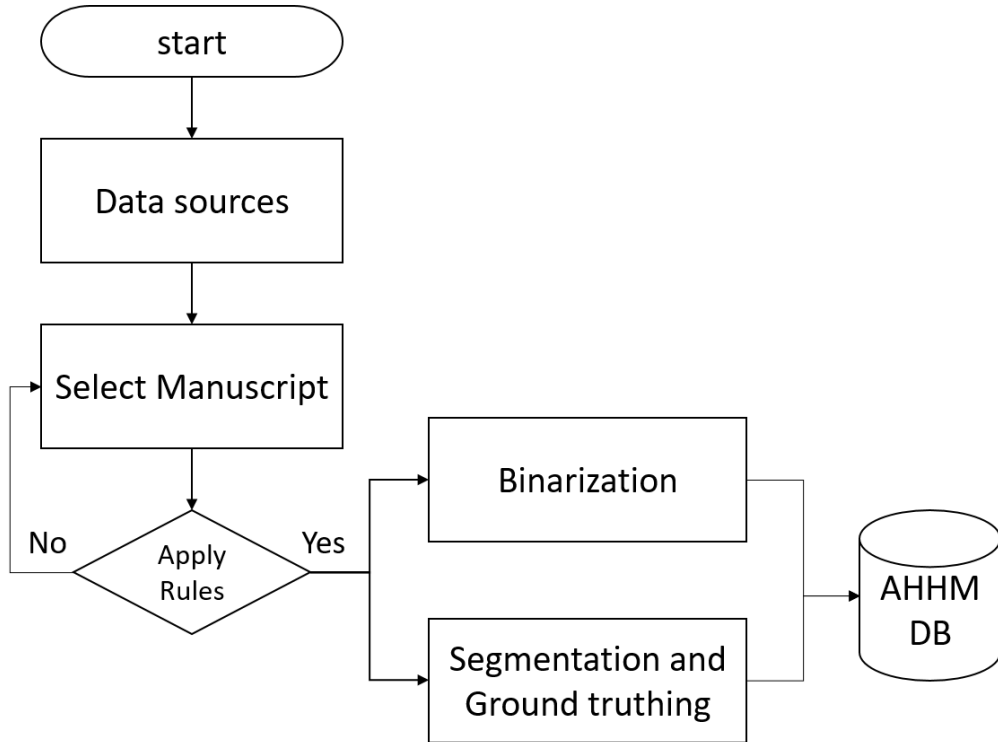 start
Data sources
Select Manuscript
No
Yes
Apply
Rules
Binarization
Segmentation and
Ground truthing
AHHM
DB